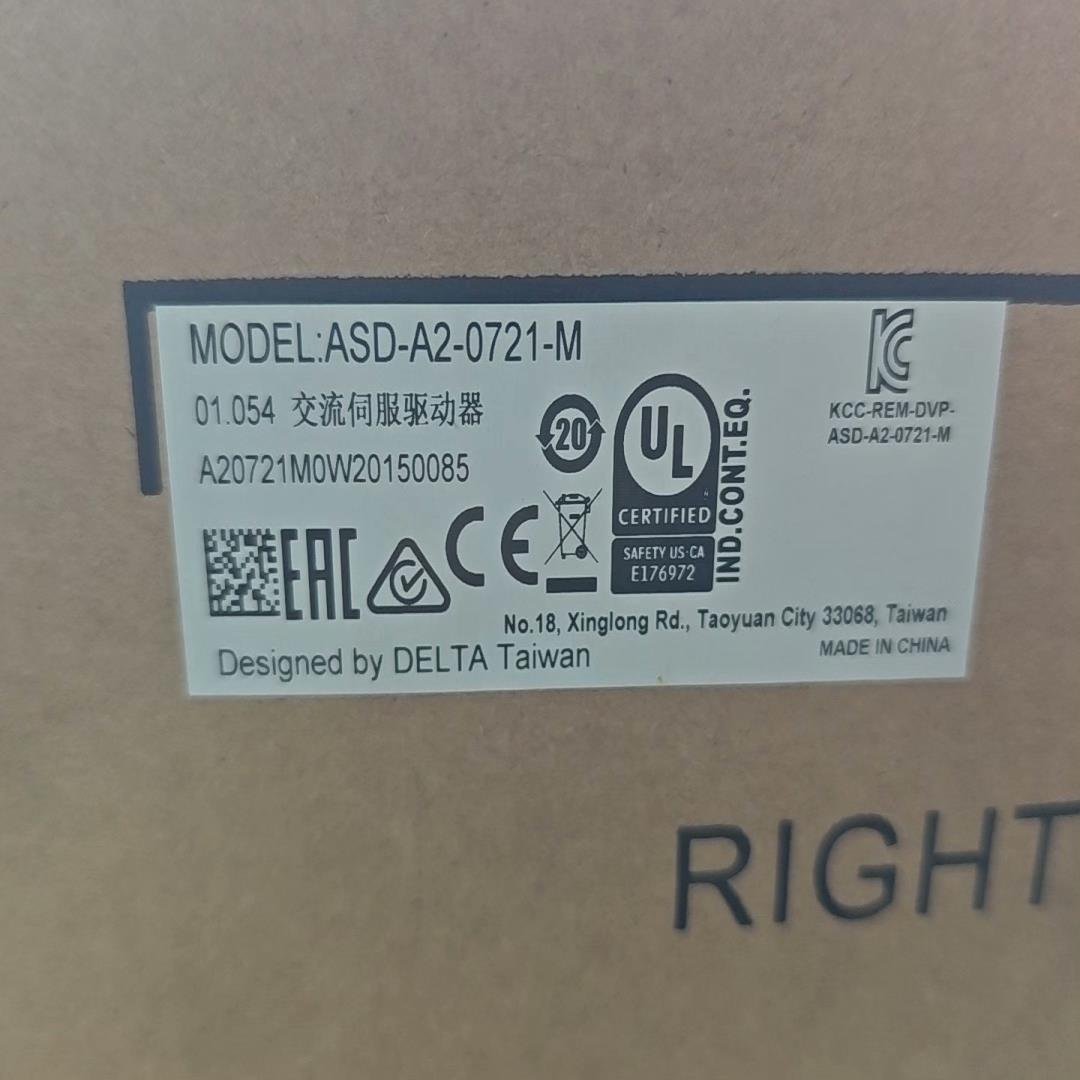 MODEL:ASD-A2-0721-M
01.054 交流伺服驱动器
A20721M0W20150085
KC
KCC-REM-DVP-
ASD-A2-0721-M
20
UL
CERTIFIED
SAFETY US·CA
E176972
IND.CONT.EQ.
EAC
CE
No.18, Xinglong Rd., Taoyuan City 33068, Taiwan
Designed by DELTA Taiwan
MADE IN CHINA
RIGHT